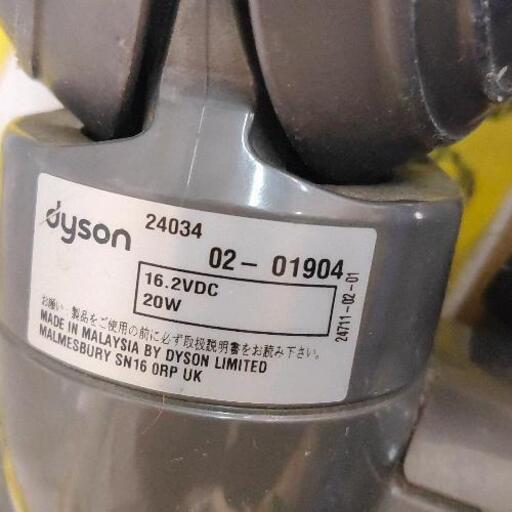 dyson
24034
02- 01904
16.2VDC
20W
お願い:製品をご使用の前に必ず取扱説明書をお読み下さい。
MADE IN MALAYSIA BY DYSON LIMITED
MALMESBURY SN16 0RP UK
24711-02-01